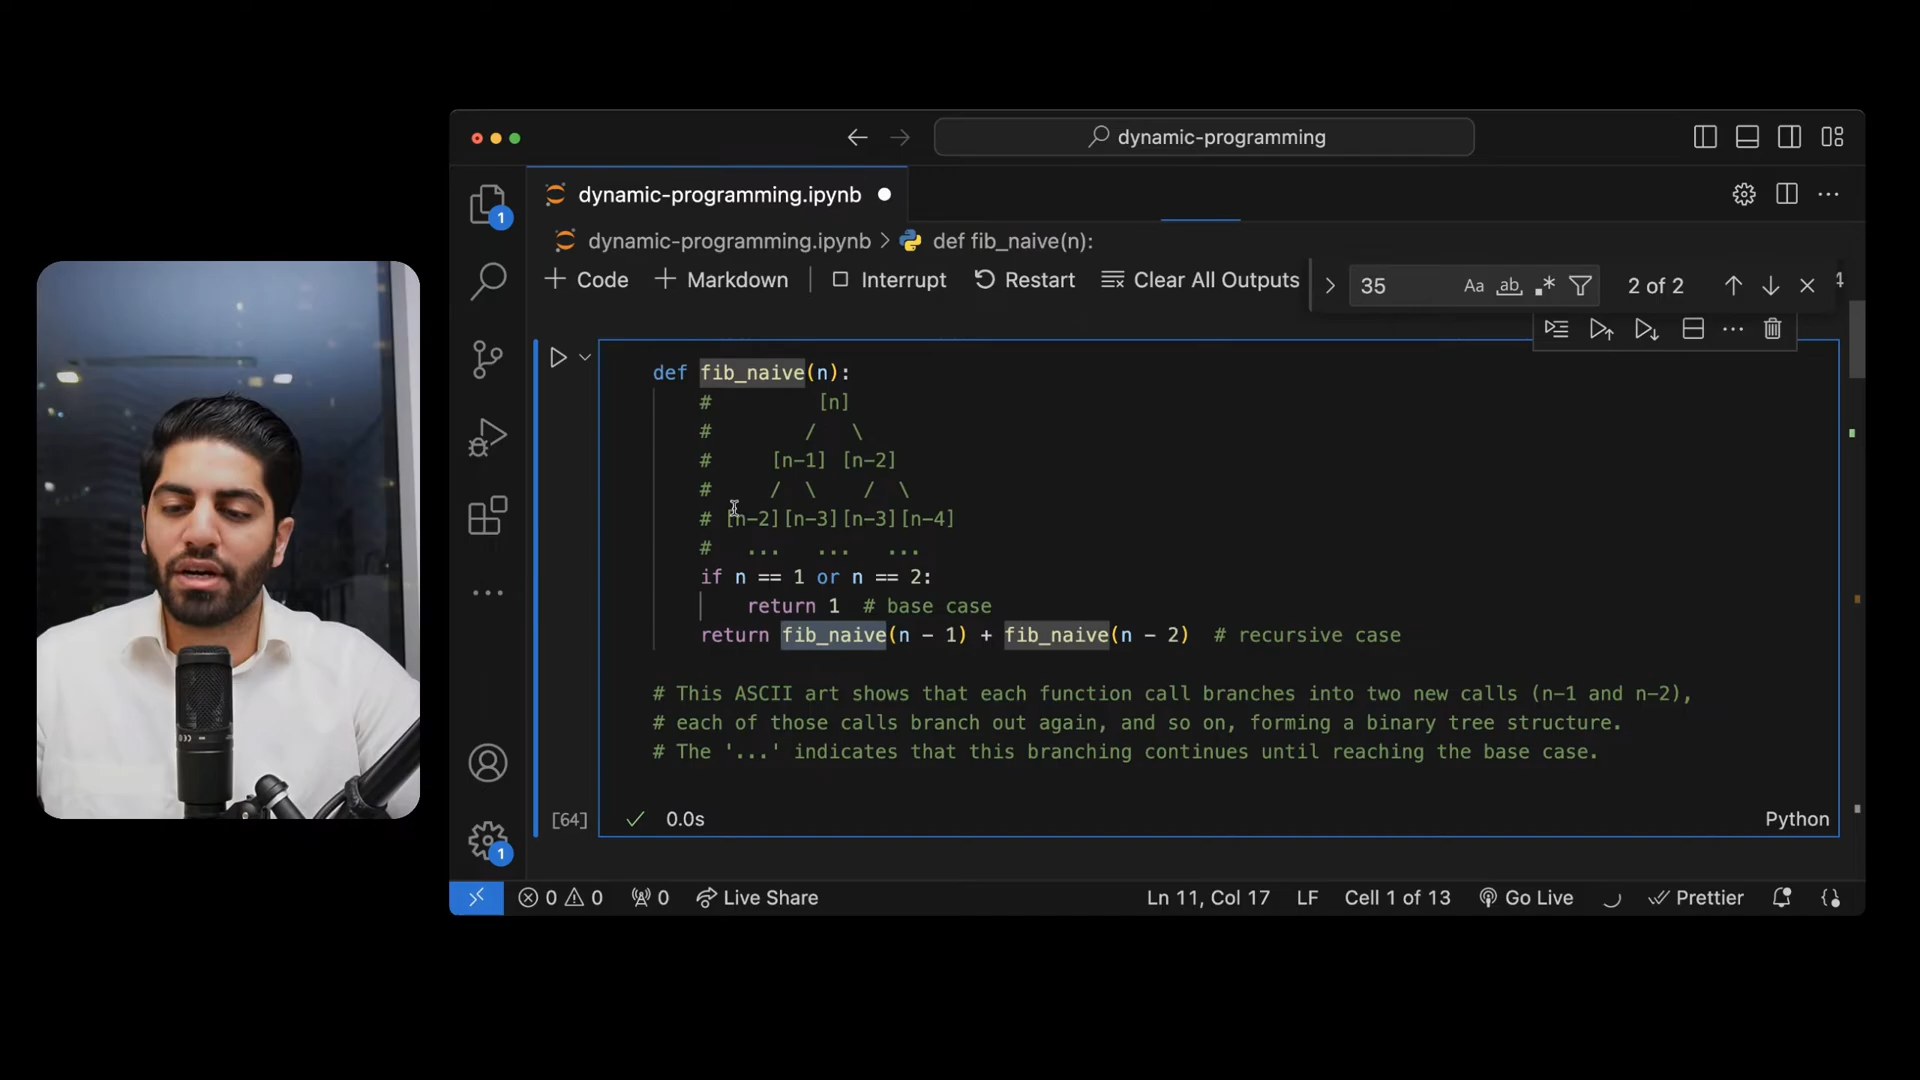 dynamic-programming
dynamic-programming.ipynb
dynamic-programming.ipynb > def fib_naive(n):
+ Code + Markdown Interrupt Restart Clear All Outputs
35 Aa ab .* 2 of 2
1
def fib_naive(n):
# [n]
# / \
# [n-1] [n-2]
# / \ / \
# [n-2][n-3][n-3][n-4]
# ... ... ...
if n == 1 or n == 2:
return 1 # base case
return fib_naive(n - 1) + fib_naive(n - 2) # recursive case
# This ASCII art shows that each function call branches into two new calls (n-1 and n-2),
# each of those calls branch out again, and so on, forming a binary tree structure.
# The '...' indicates that this branching continues until reaching the base case.
[64] 0.0s Python
1
0 0 0 Live Share Ln 11, Col 17 LF Cell 1 of 13 Go Live Prettier